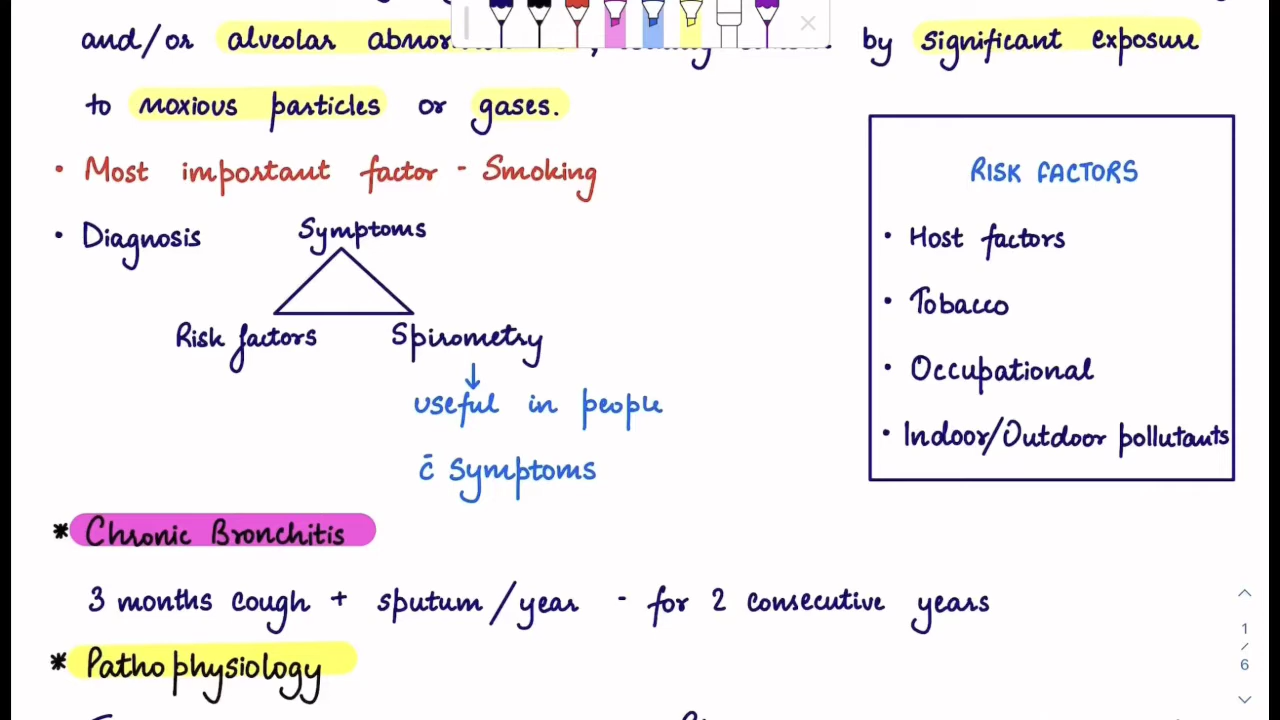 and/or alveolar by significant exposure
to noxious particles or gases.
• Most important factor - Smoking
• Diagnosis
Symptoms
Risk factors Spirometry
↓
useful in people
c̄ Symptoms
RISK FACTORS
• Host factors
• Tobacco
• Occupational
• Indoor/Outdoor pollutants
* Chronic Bronchitis
3 months cough + sputum/year - for 2 consecutive years
* Pathophysiology
1
/
6